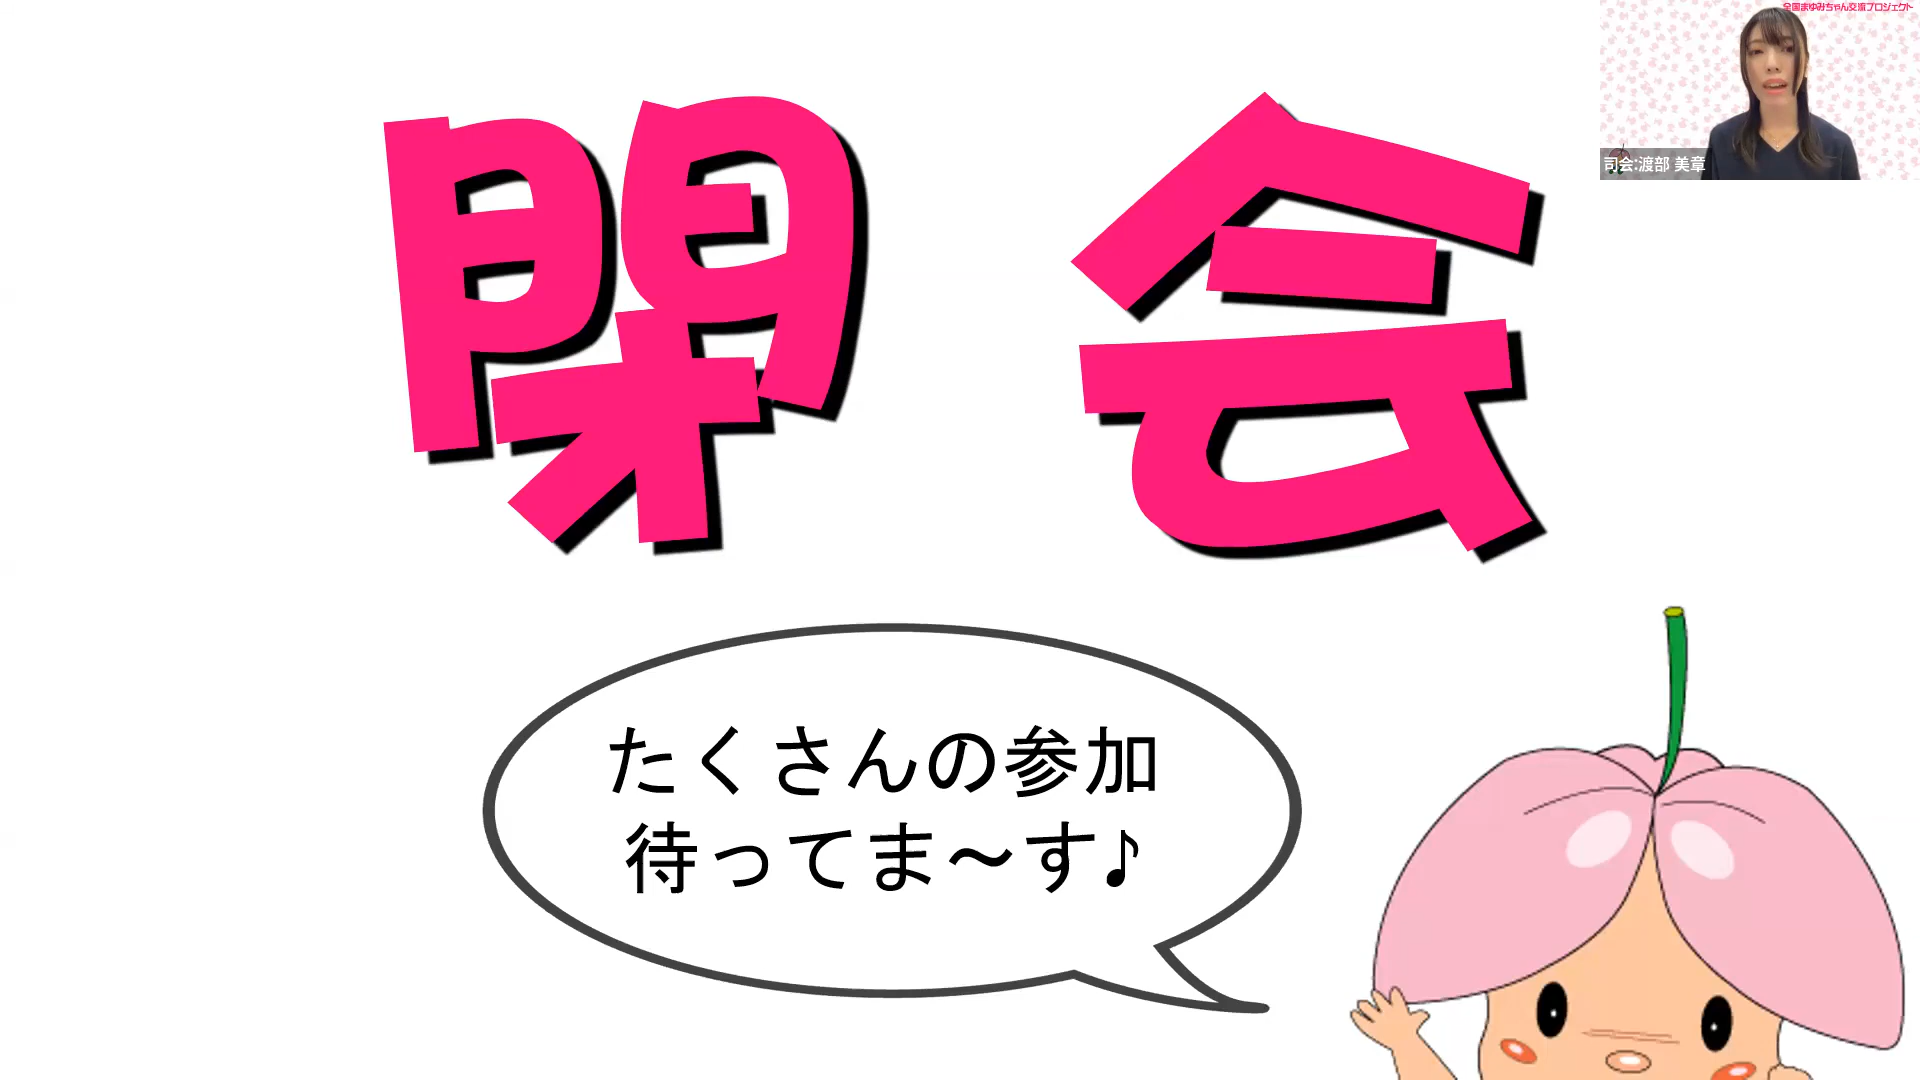 全国まゆみちゃん交流プロジェクト
司会:渡部 美章
閉会
たくさんの参加
待ってま〜す♪